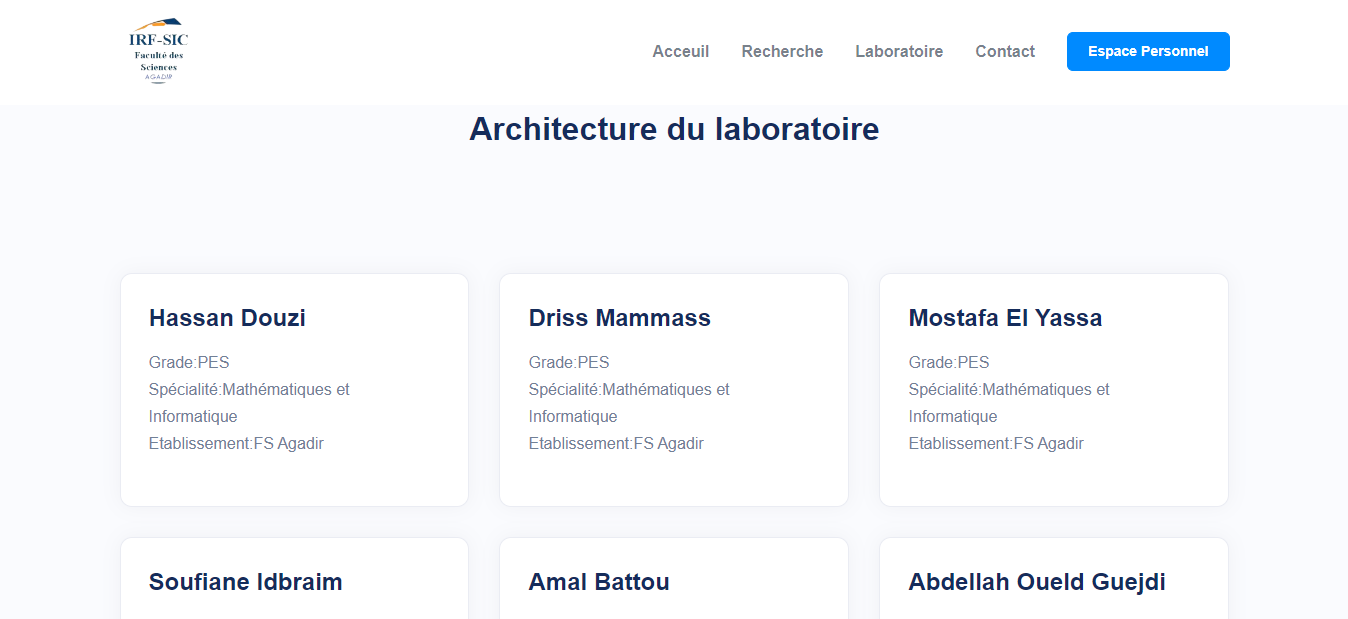 IRF-SIC
Faculté des
Sciences
AGADIR
Acceuil
Recherche
Laboratoire
Contact
Espace Personnel
Architecture du laboratoire
Hassan Douzi
Grade:PES
Spécialité:Mathématiques et
Informatique
Etablissement:FS Agadir
Driss Mammass
Grade:PES
Spécialité:Mathématiques et
Informatique
Etablissement:FS Agadir
Mostafa El Yassa
Grade:PES
Spécialité:Mathématiques et
Informatique
Etablissement:FS Agadir
Soufiane Idbraim
Amal Battou
Abdellah Oueld Guejdi